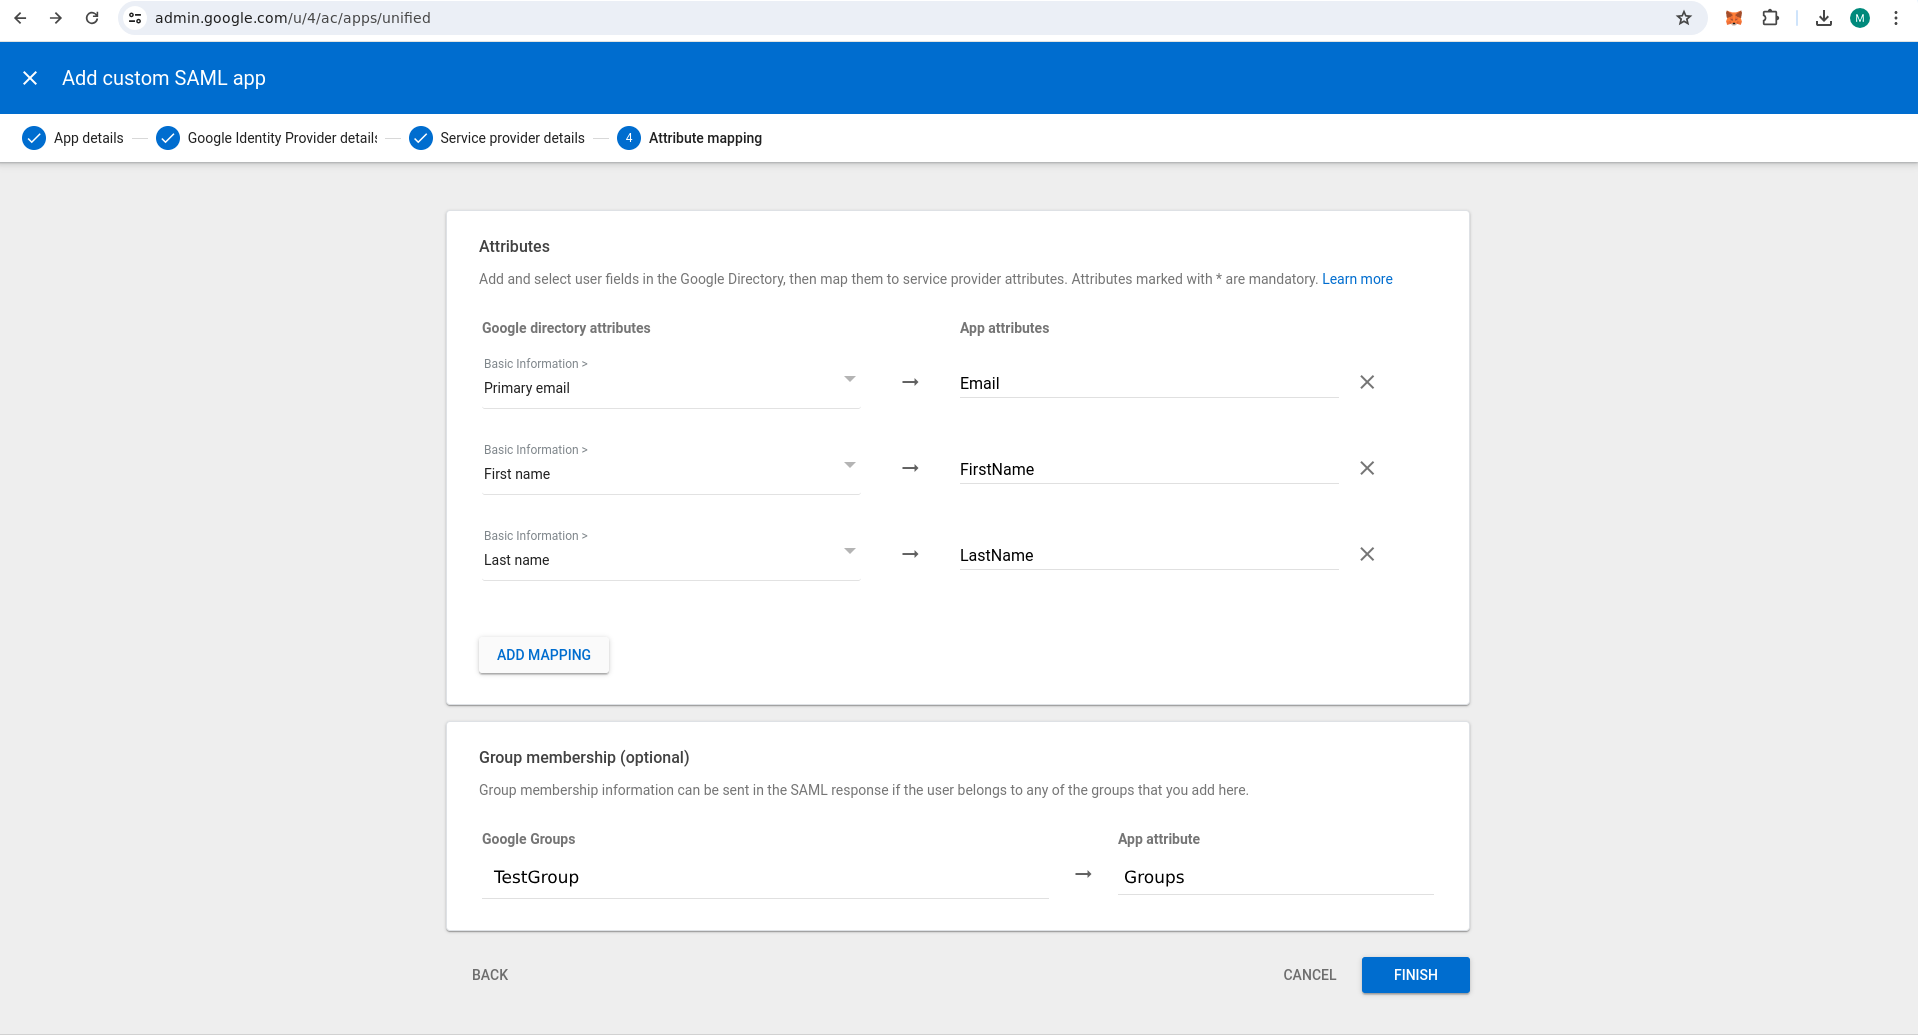 admin.google.com/u/4/ac/apps/unified
M
Add custom SAML app
App details
Google Identity Provider details
Service provider details
4
Attribute mapping
Attributes
Add and select user fields in the Google Directory, then map them to service provider attributes. Attributes marked with * are mandatory. Learn more
Google directory attributes
App attributes
Basic Information >
Primary email
Email
Basic Information >
First name
FirstName
Basic Information >
Last name
LastName
ADD MAPPING
Group membership (optional)
Group membership information can be sent in the SAML response if the user belongs to any of the groups that you add here.
Google Groups
App attribute
TestGroup
Groups
BACK
CANCEL
FINISH